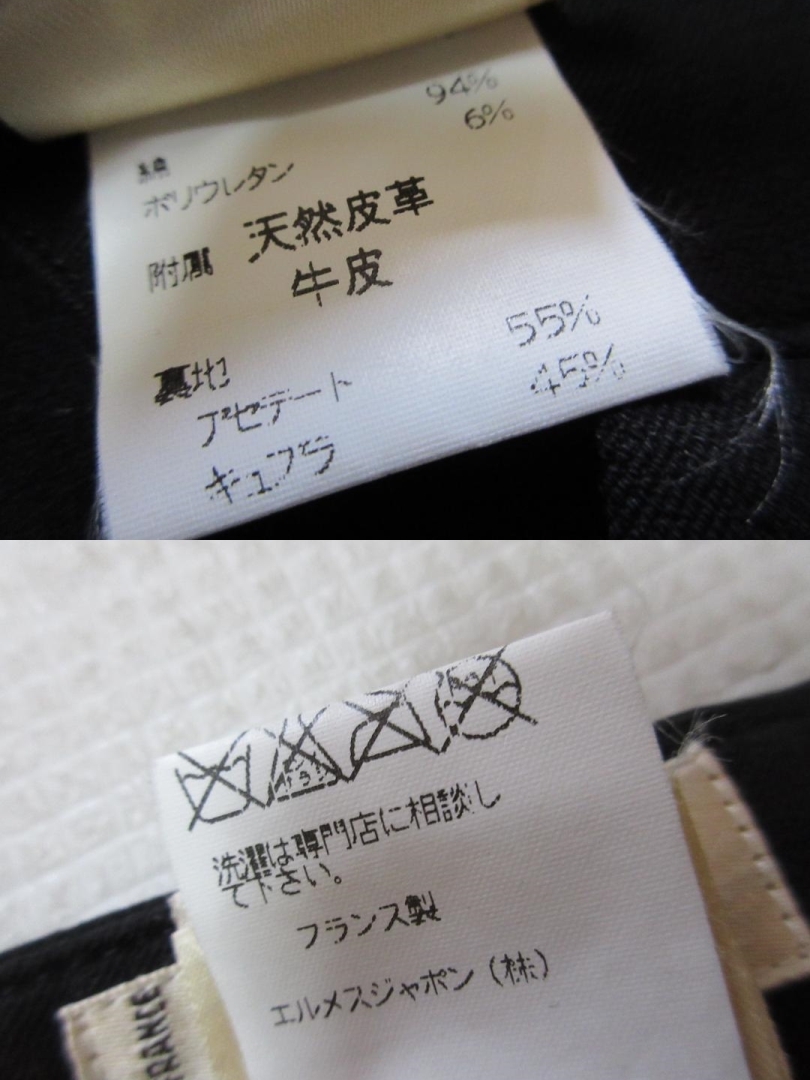 94%
6%
綿
ポリウレタン
附属 天然皮革
牛皮
裏地
アセテート 55%
キュプラ 45%
洗濯は専門店に相談し
て下さい。
フランス製
エルメスジャポン(株)
FRANCE